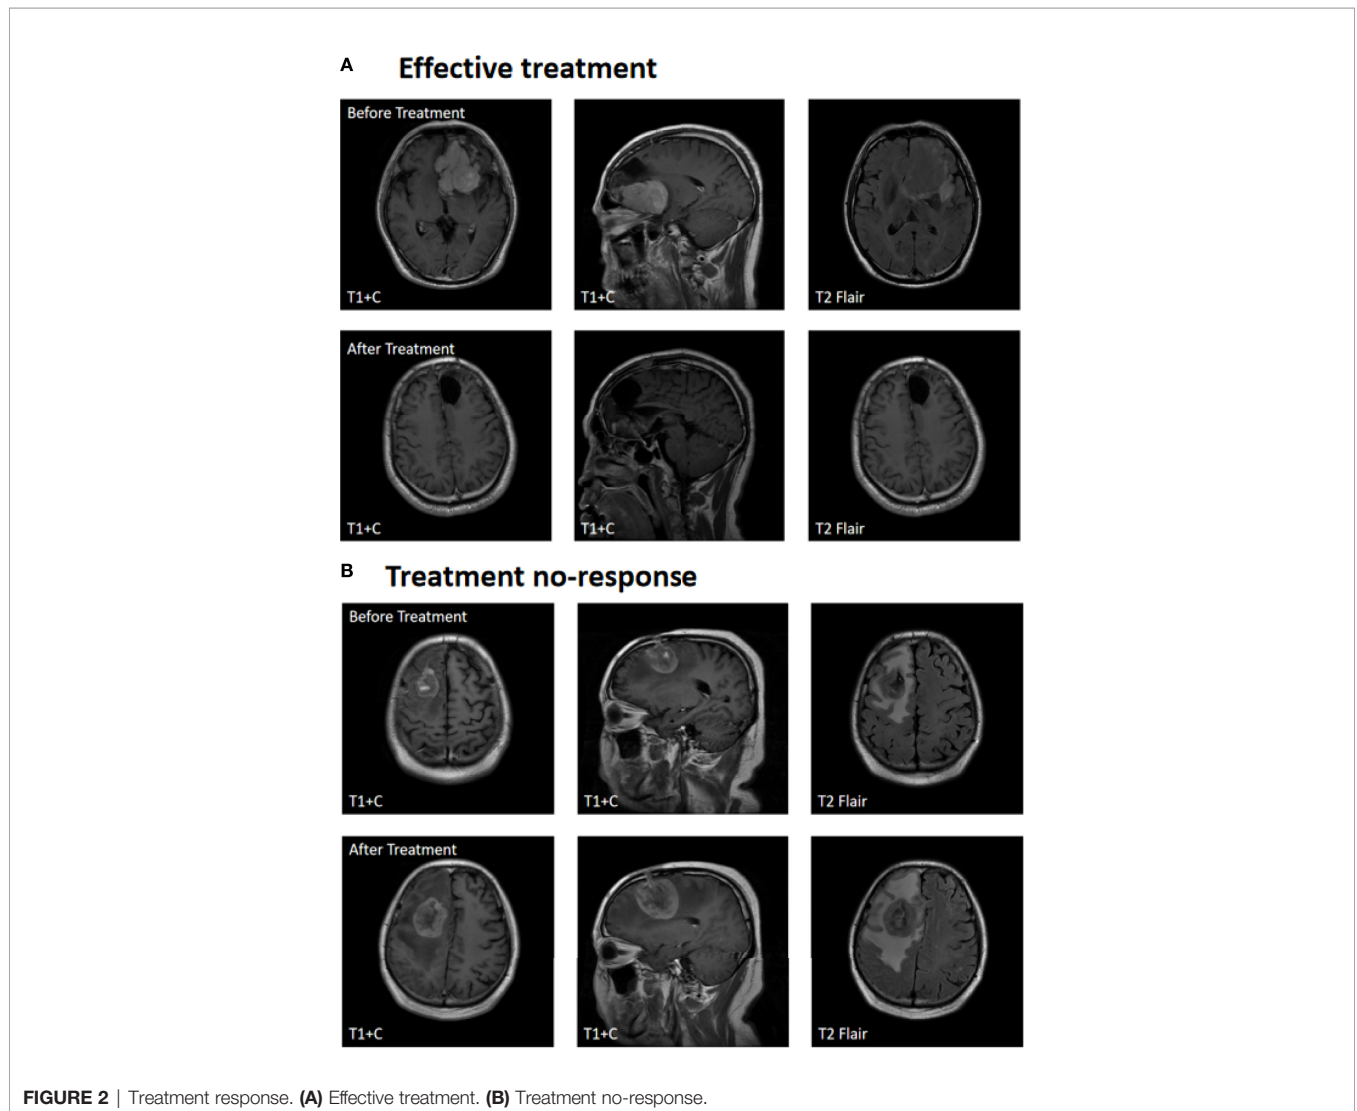 A Effective treatment
Before Treatment
T1+C
T1+C
T2 Flair
After Treatment
T1+C
T1+C
T2 Flair
B Treatment no-response
Before Treatment
T1+C
T1+C
T2 Flair
After Treatment
T1+C
T1+C
T2 Flair
FIGURE 2 | Treatment response. (A) Effective treatment. (B) Treatment no-response.